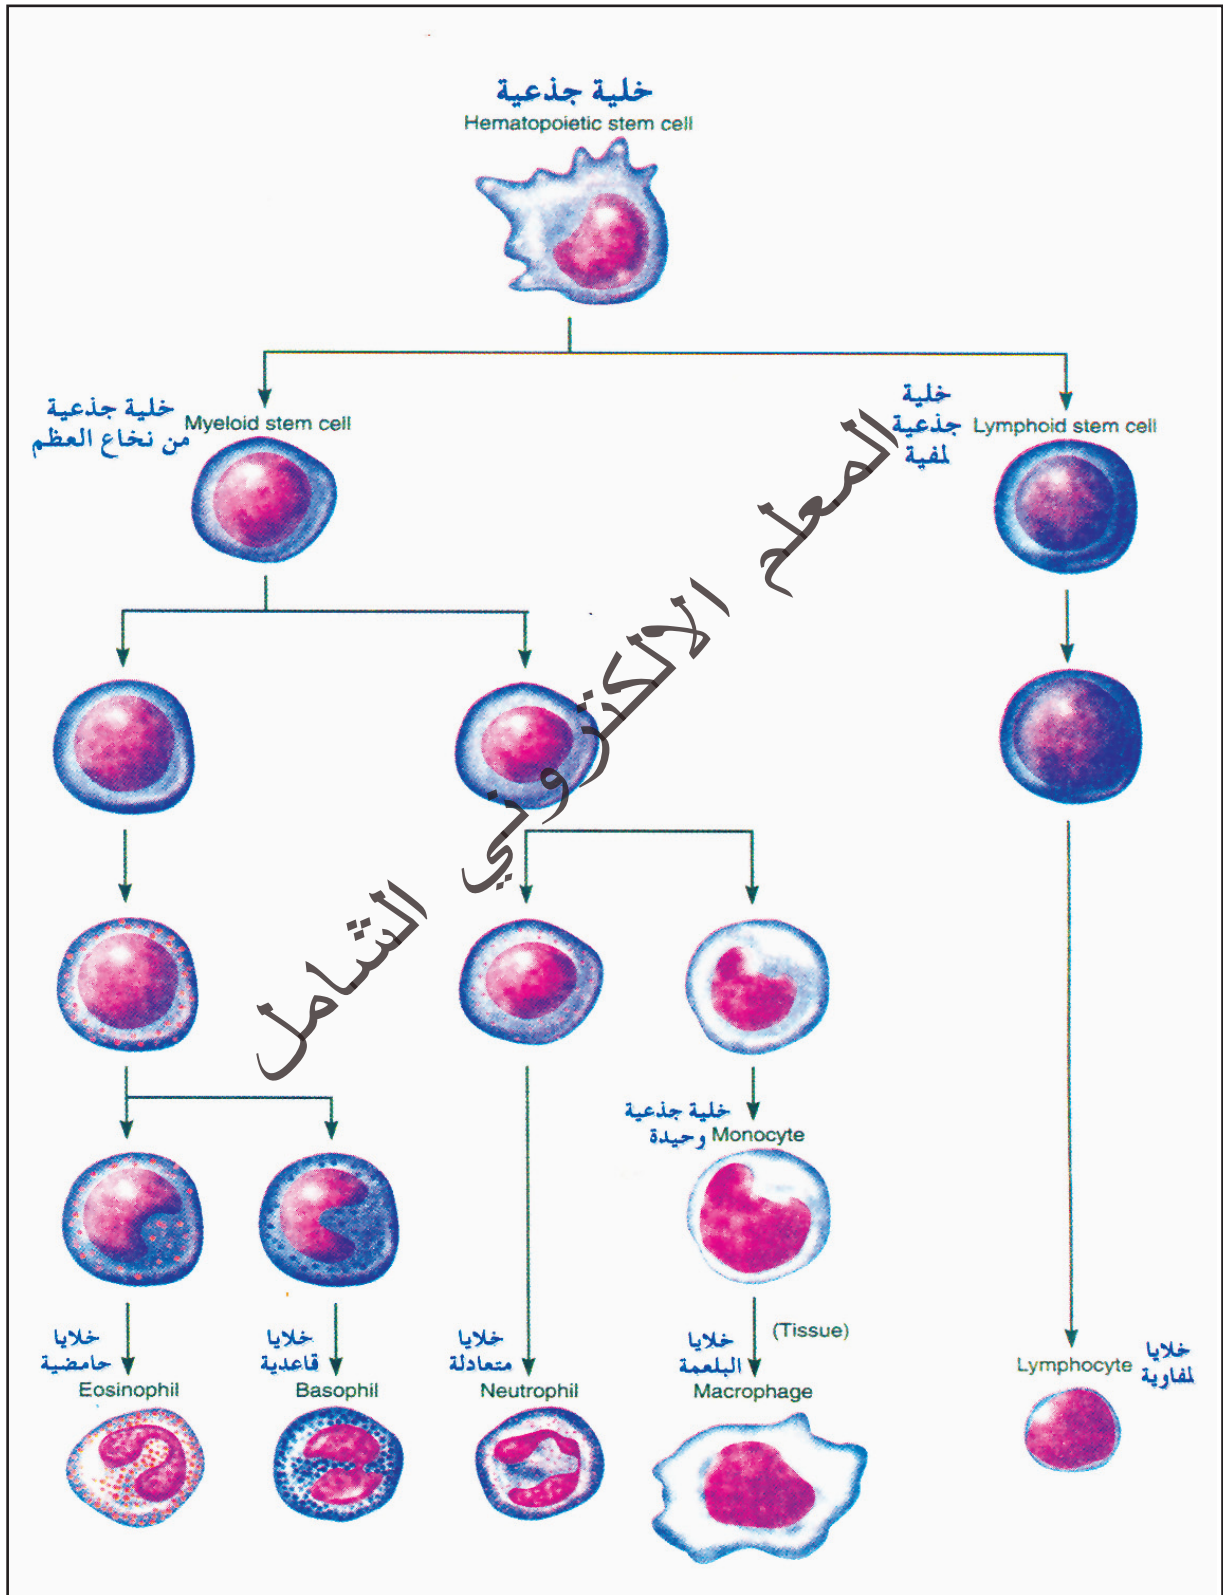 خلية جذعية
Hematopoietic stem cell
خلية جذعية
من نخاع العظم
Myeloid stem cell
خلية
جذعية
لمفية
Lymphoid stem cell
المعلم الالكتروني الشامل
خلية جذعية
وحيدة
Monocyte
خلايا
حامضية
Eosinophil
خلايا
قاعدية
Basophil
خلايا
متعادلة
Neutrophil
(Tissue)
خلايا
البلعمة
Macrophage
خلايا
لمفاوية
Lymphocyte